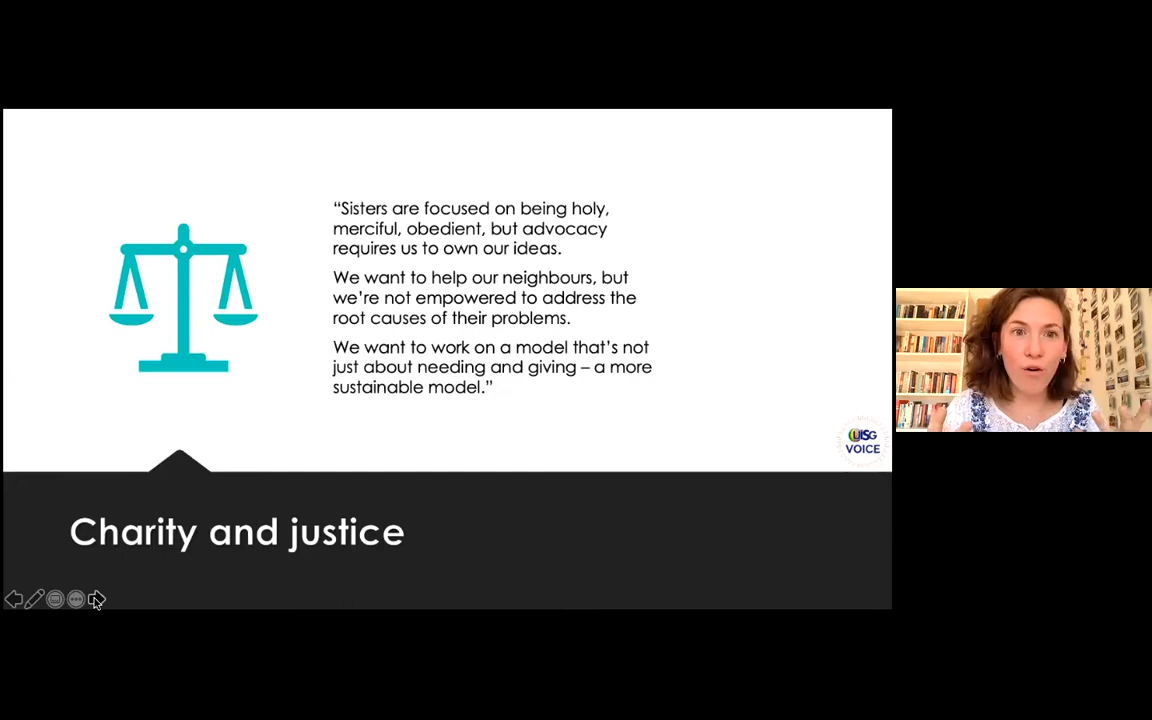 “Sisters are focused on being holy,
merciful, obedient, but advocacy
requires us to own our ideas.
We want to help our neighbours, but
we’re not empowered to address the
root causes of their problems.
We want to work on a model that’s not
just about needing and giving – a more
sustainable model.”
UISG
VOICE
Charity and justice